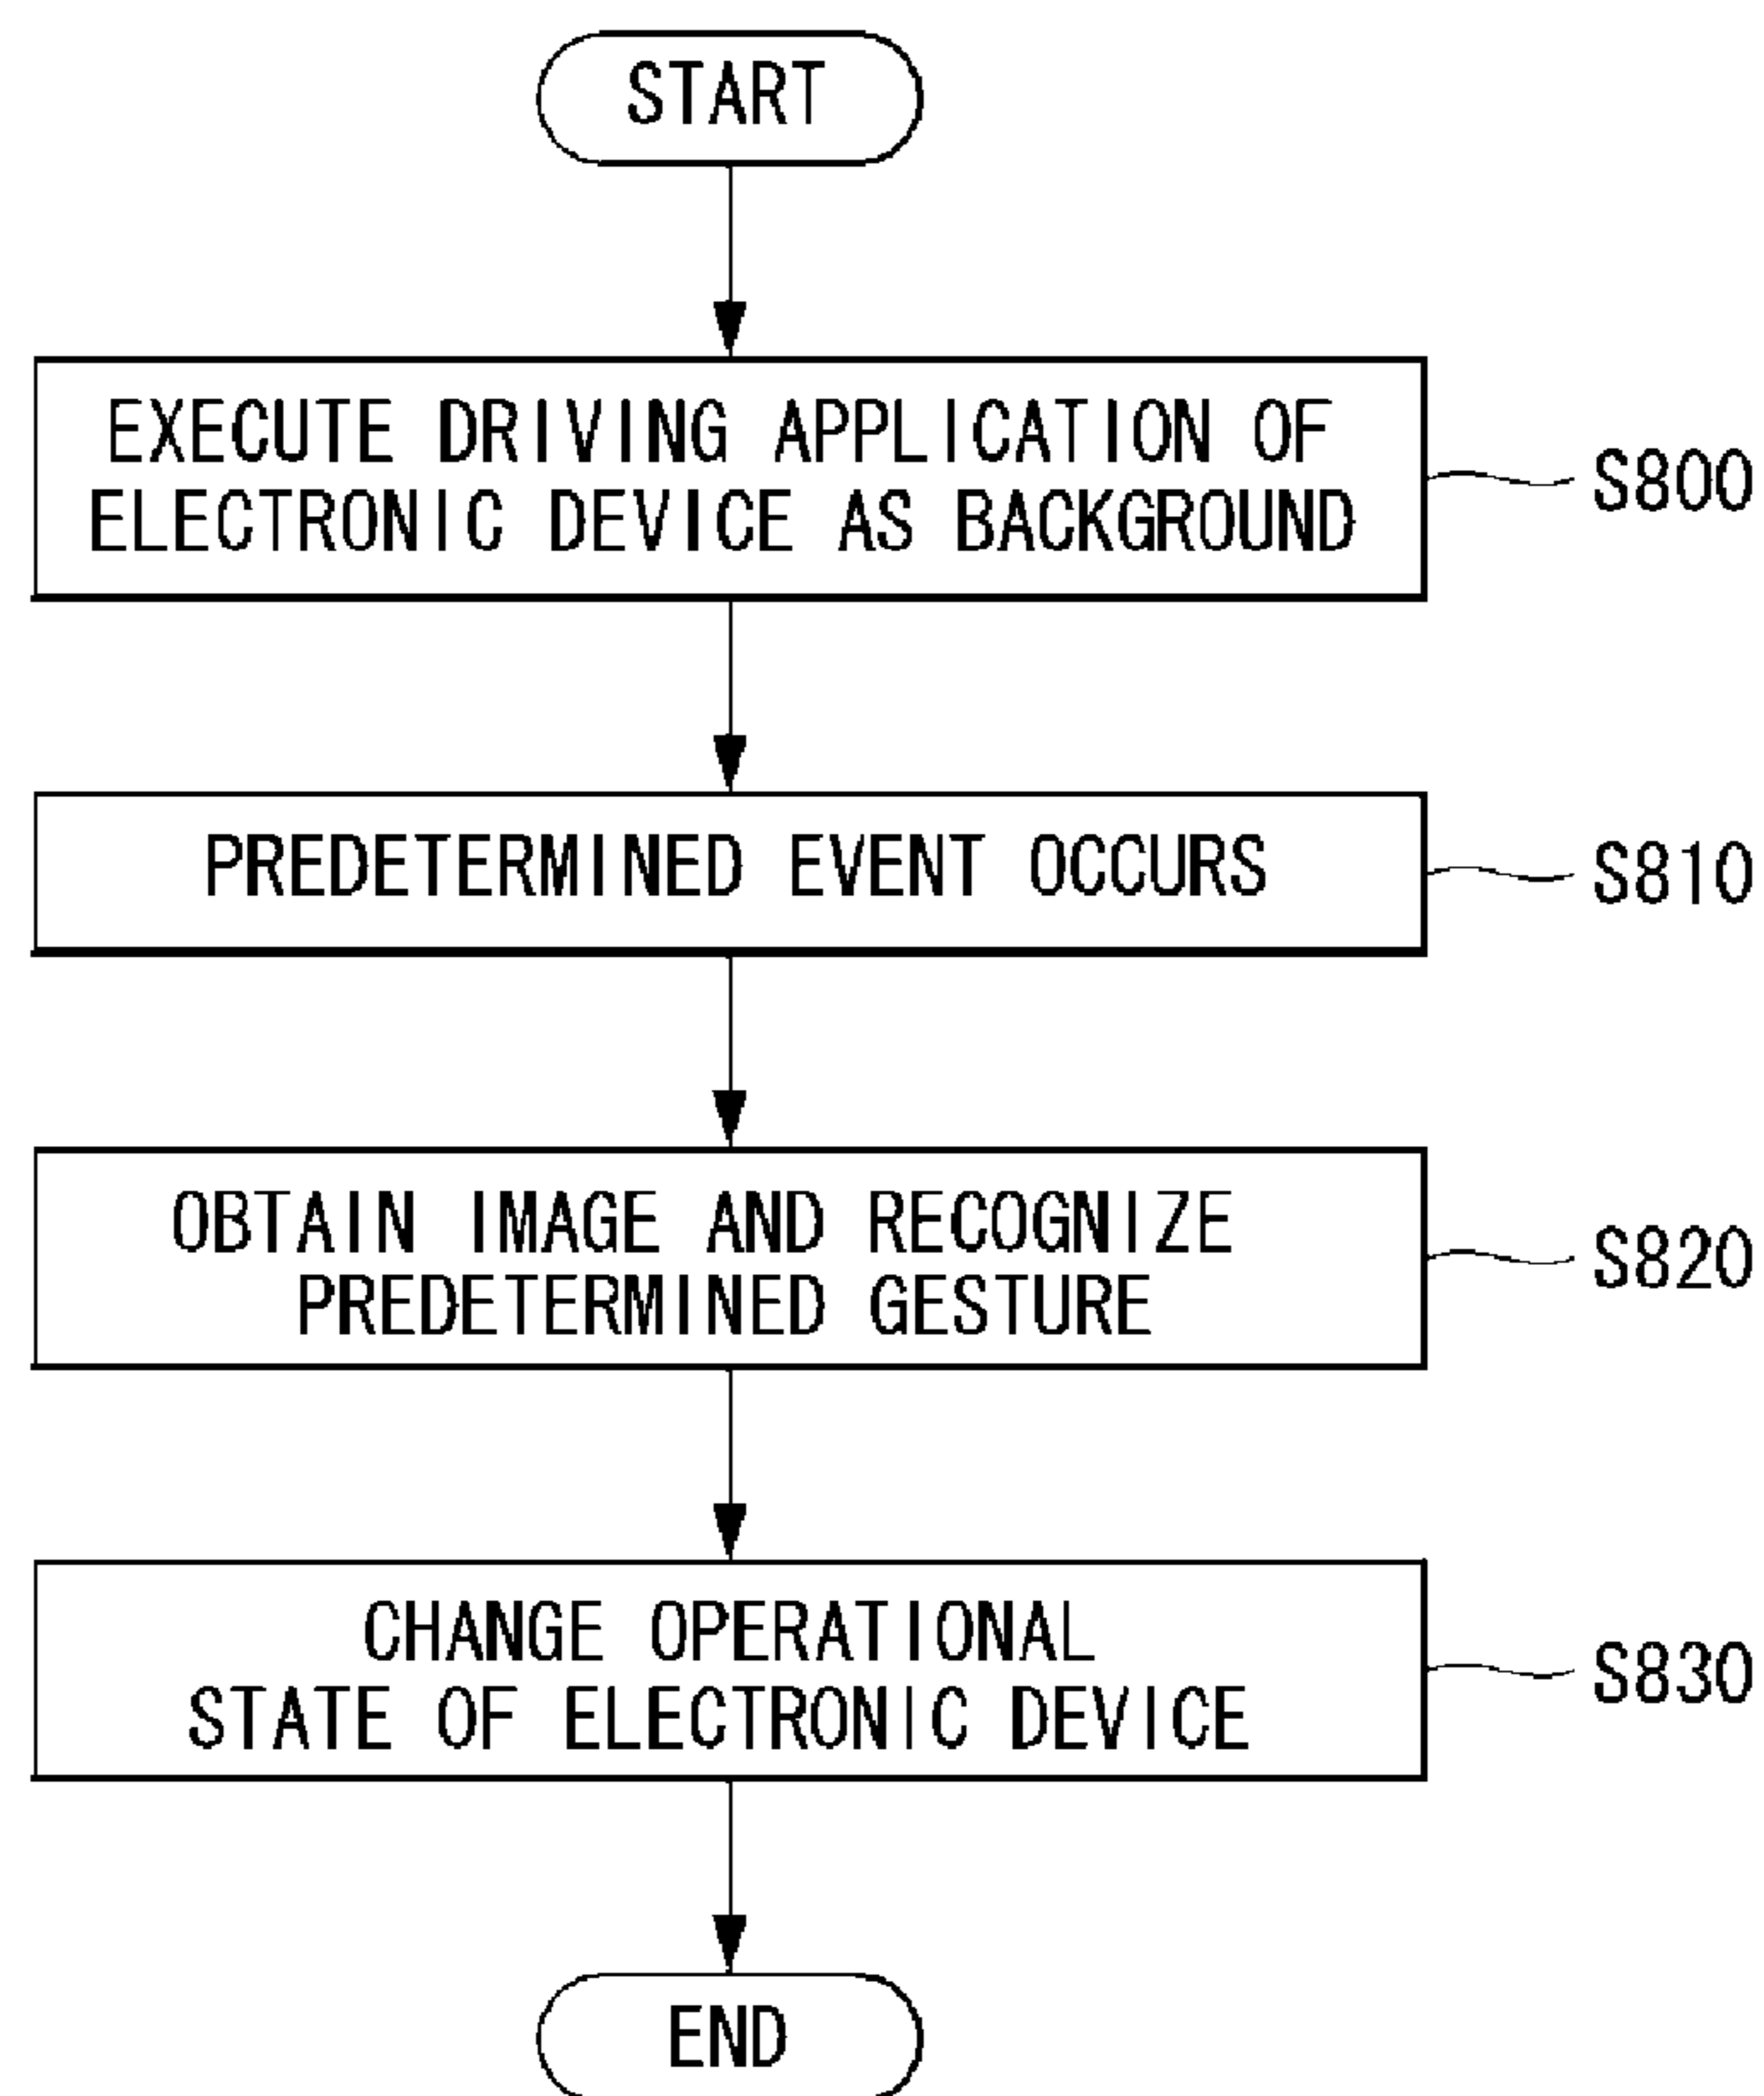 START
EXECUTE DRIVING APPLICATION OF
ELECTRONIC DEVICE AS BACKGROUND
S800
PREDETERMINED EVENT OCCURS
S810
OBTAIN IMAGE AND RECOGNIZE
PREDETERMINED GESTURE
S820
CHANGE OPERATIONAL
STATE OF ELECTRONIC DEVICE
S830
END